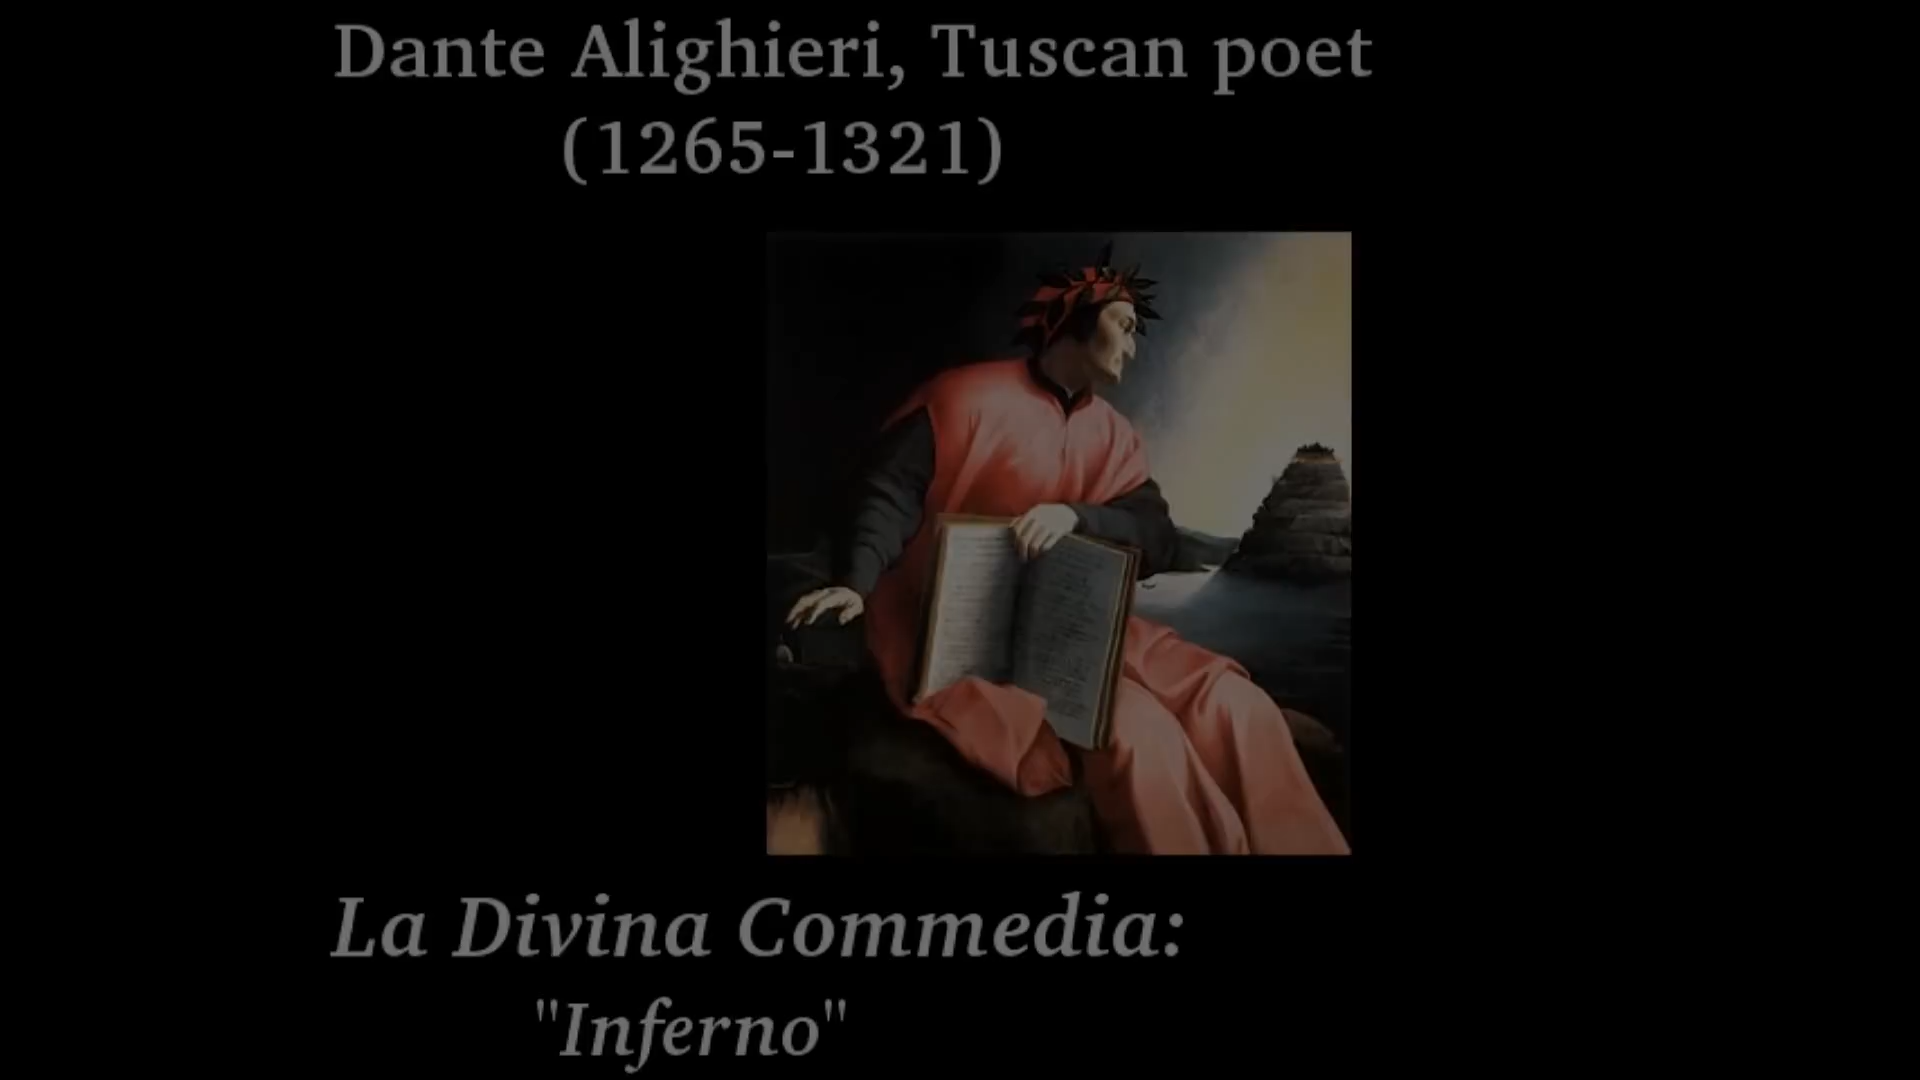 Dante Alighieri, Tuscan poet
(1265-1321)
La Divina Commedia:
"Inferno"